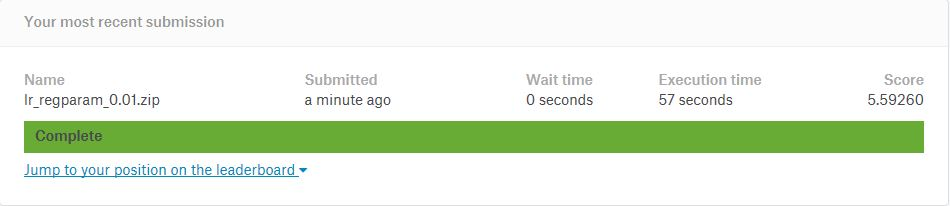 Your most recent submission
Name Submitted Wait time Execution time Score
lr_regparam_0.01.zip a minute ago 0 seconds 57 seconds 5.59260
Complete
Jump to your position on the leaderboard